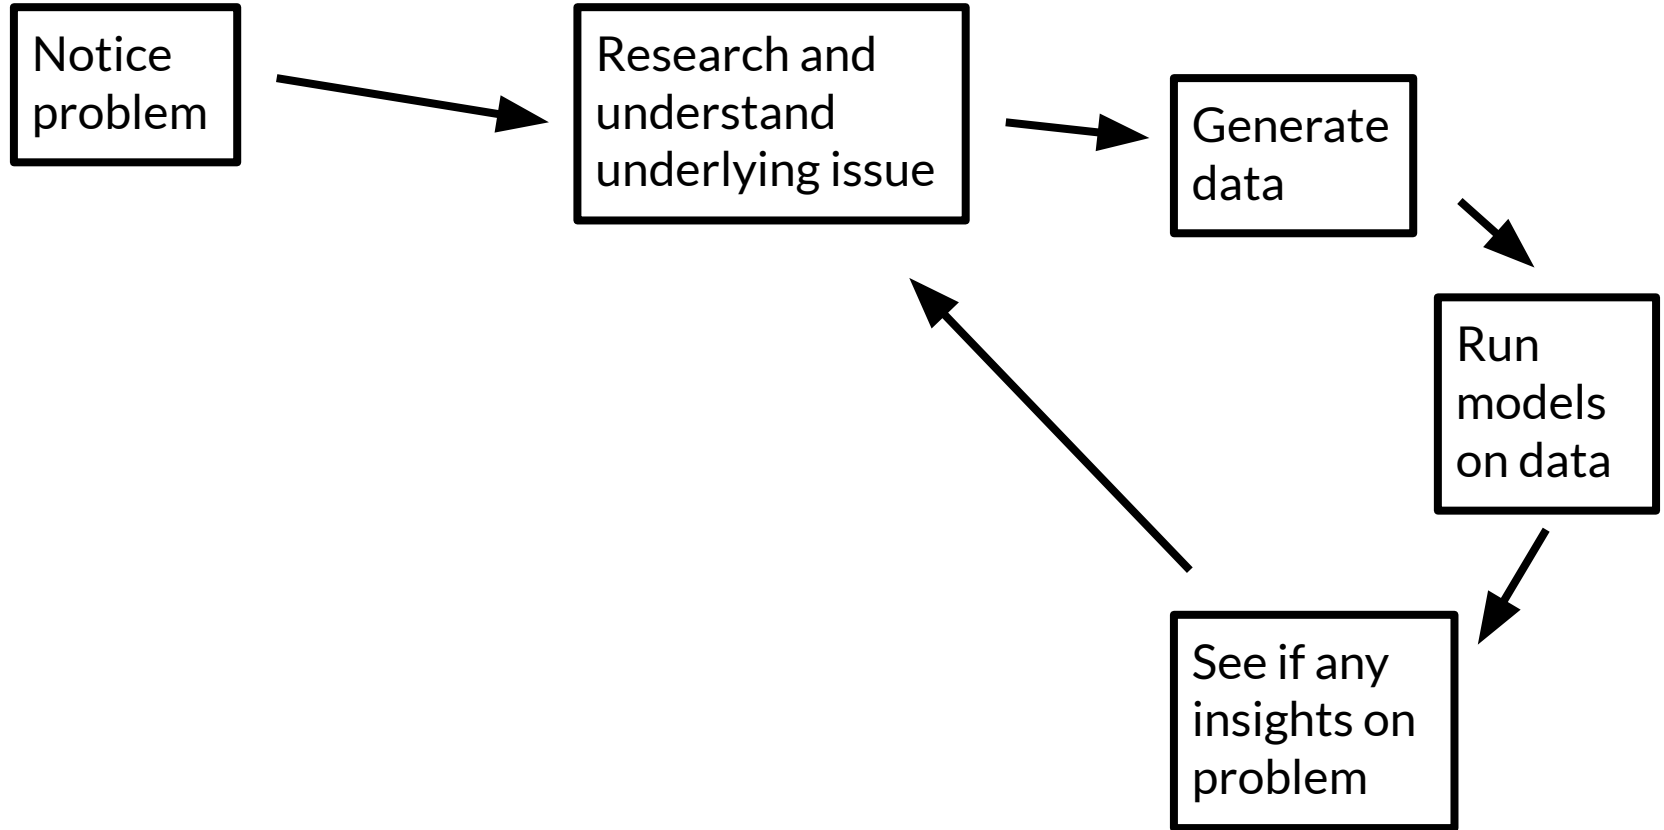 Notice
problem
Research and
understand
underlying issue
Generate
data
Run
models
on data
See if any
insights on
problem